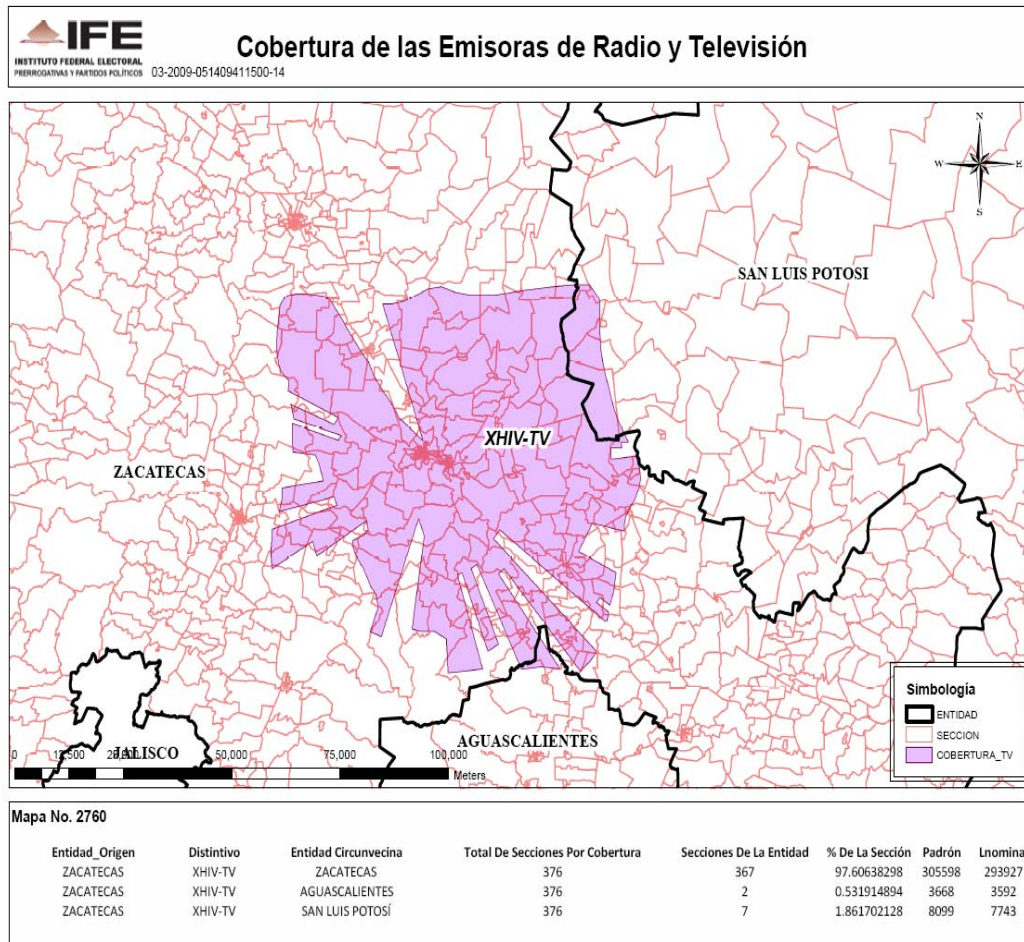 IFE
INSTITUTO FEDERAL ELECTORAL
PRERROGATIVAS Y PARTIDOS POLÍTICOS
03-2009-051409411500-14
Cobertura de las Emisoras de Radio y Televisión
N
W
E
S
SAN LUIS POTOSI
XHIV-TV
ZACATECAS
JALISCO
AGUASCALIENTES
0 12,500 50,000 75,000 100,000
Meters
Simbología
ENTIDAD
SECCION
COBERTURA_TV
Mapa No. 2760
Entidad_Origen Distintivo Entidad Circunvecina Total De Secciones Por Cobertura Secciones De La Entidad % De La Sección Padrón Lnomina
ZACATECAS XHIV-TV ZACATECAS 376 367 97.60638298 305598 293927
ZACATECAS XHIV-TV AGUASCALIENTES 376 2 0.531914894 3668 3592
ZACATECAS XHIV-TV SAN LUIS POTOSÍ 376 7 1.861702128 8099 7743